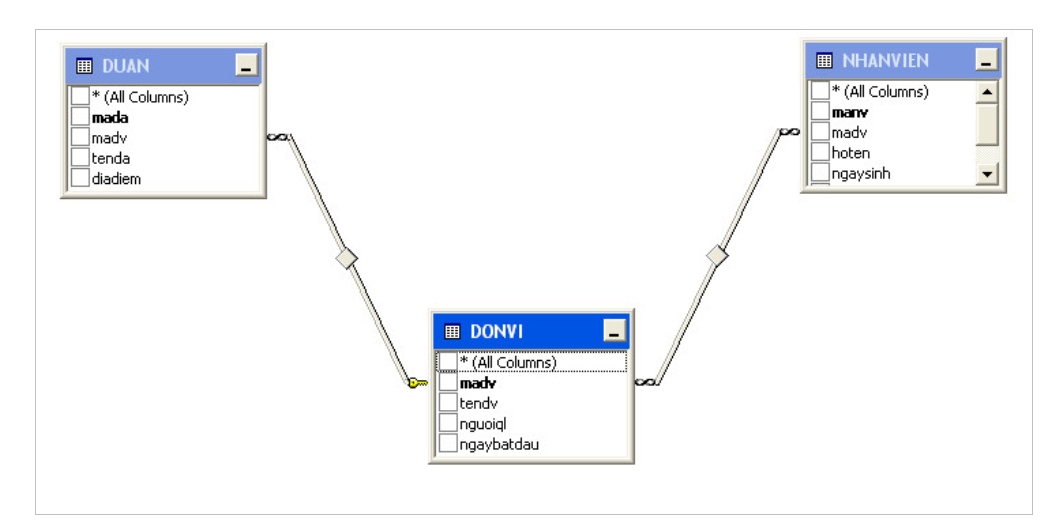 DUAN
* (All Columns)
mada
madv
tenda
diadiem
NHANVIEN
* (All Columns)
manv
madv
hoten
ngaysinh
DONVI
* (All Columns)
madv
tendv
nguoiql
ngaybatdau